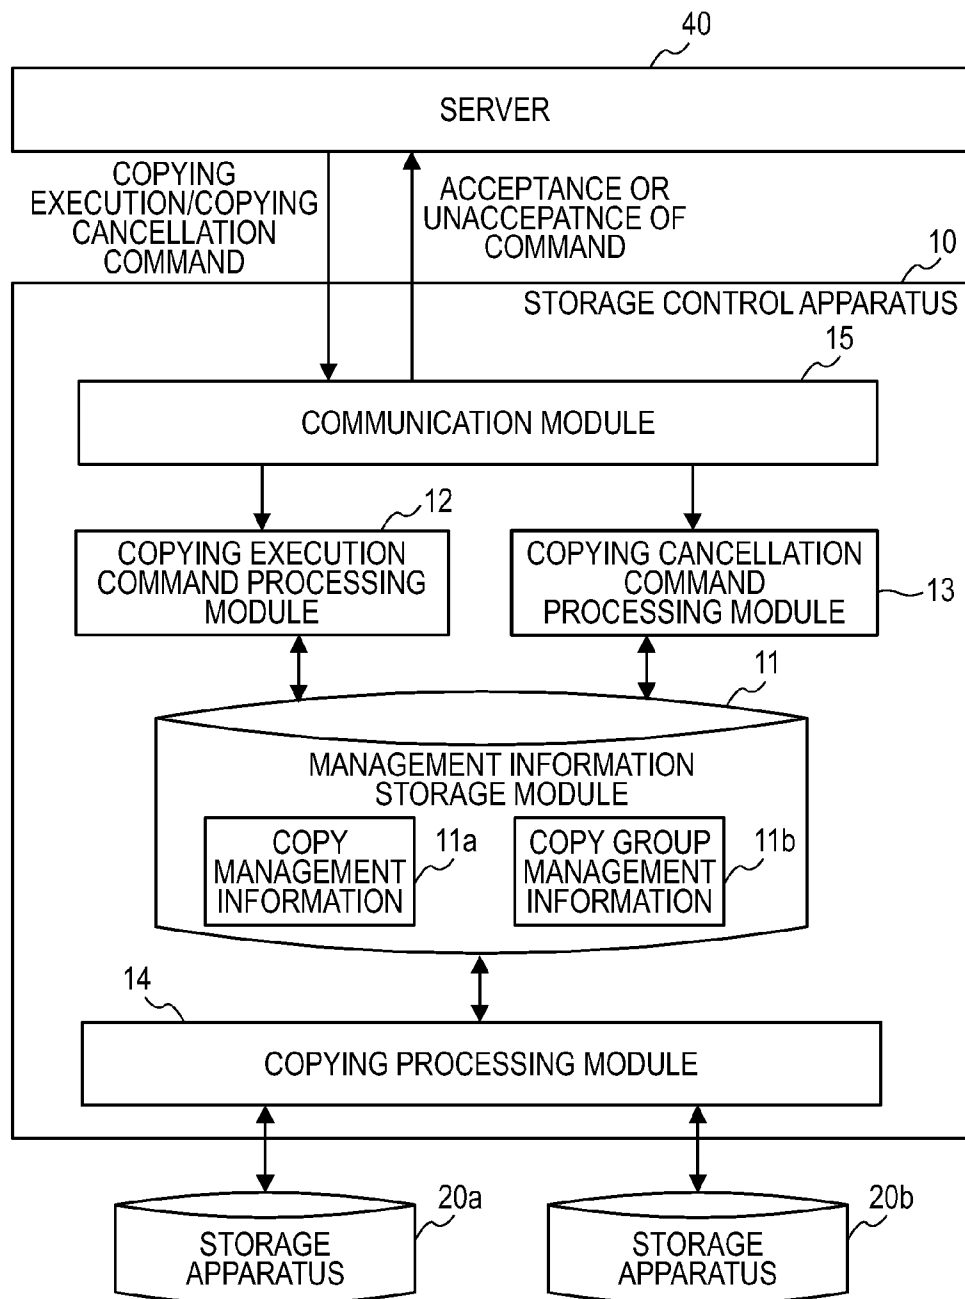 40
SERVER
COPYING
EXECUTION/COPYING
CANCELLATION
COMMAND
ACCEPTANCE OR
UNACCEPATNCE OF
COMMAND
10
STORAGE CONTROL APPARATUS
15
COMMUNICATION MODULE
12
COPYING EXECUTION
COMMAND PROCESSING
MODULE
COPYING CANCELLATION
COMMAND
PROCESSING MODULE
13
11
MANAGEMENT INFORMATION
STORAGE MODULE
COPY
MANAGEMENT
INFORMATION
11a
COPY GROUP
MANAGEMENT
INFORMATION
11b
14
COPYING PROCESSING MODULE
20a
STORAGE
APPARATUS
20b
STORAGE
APPARATUS